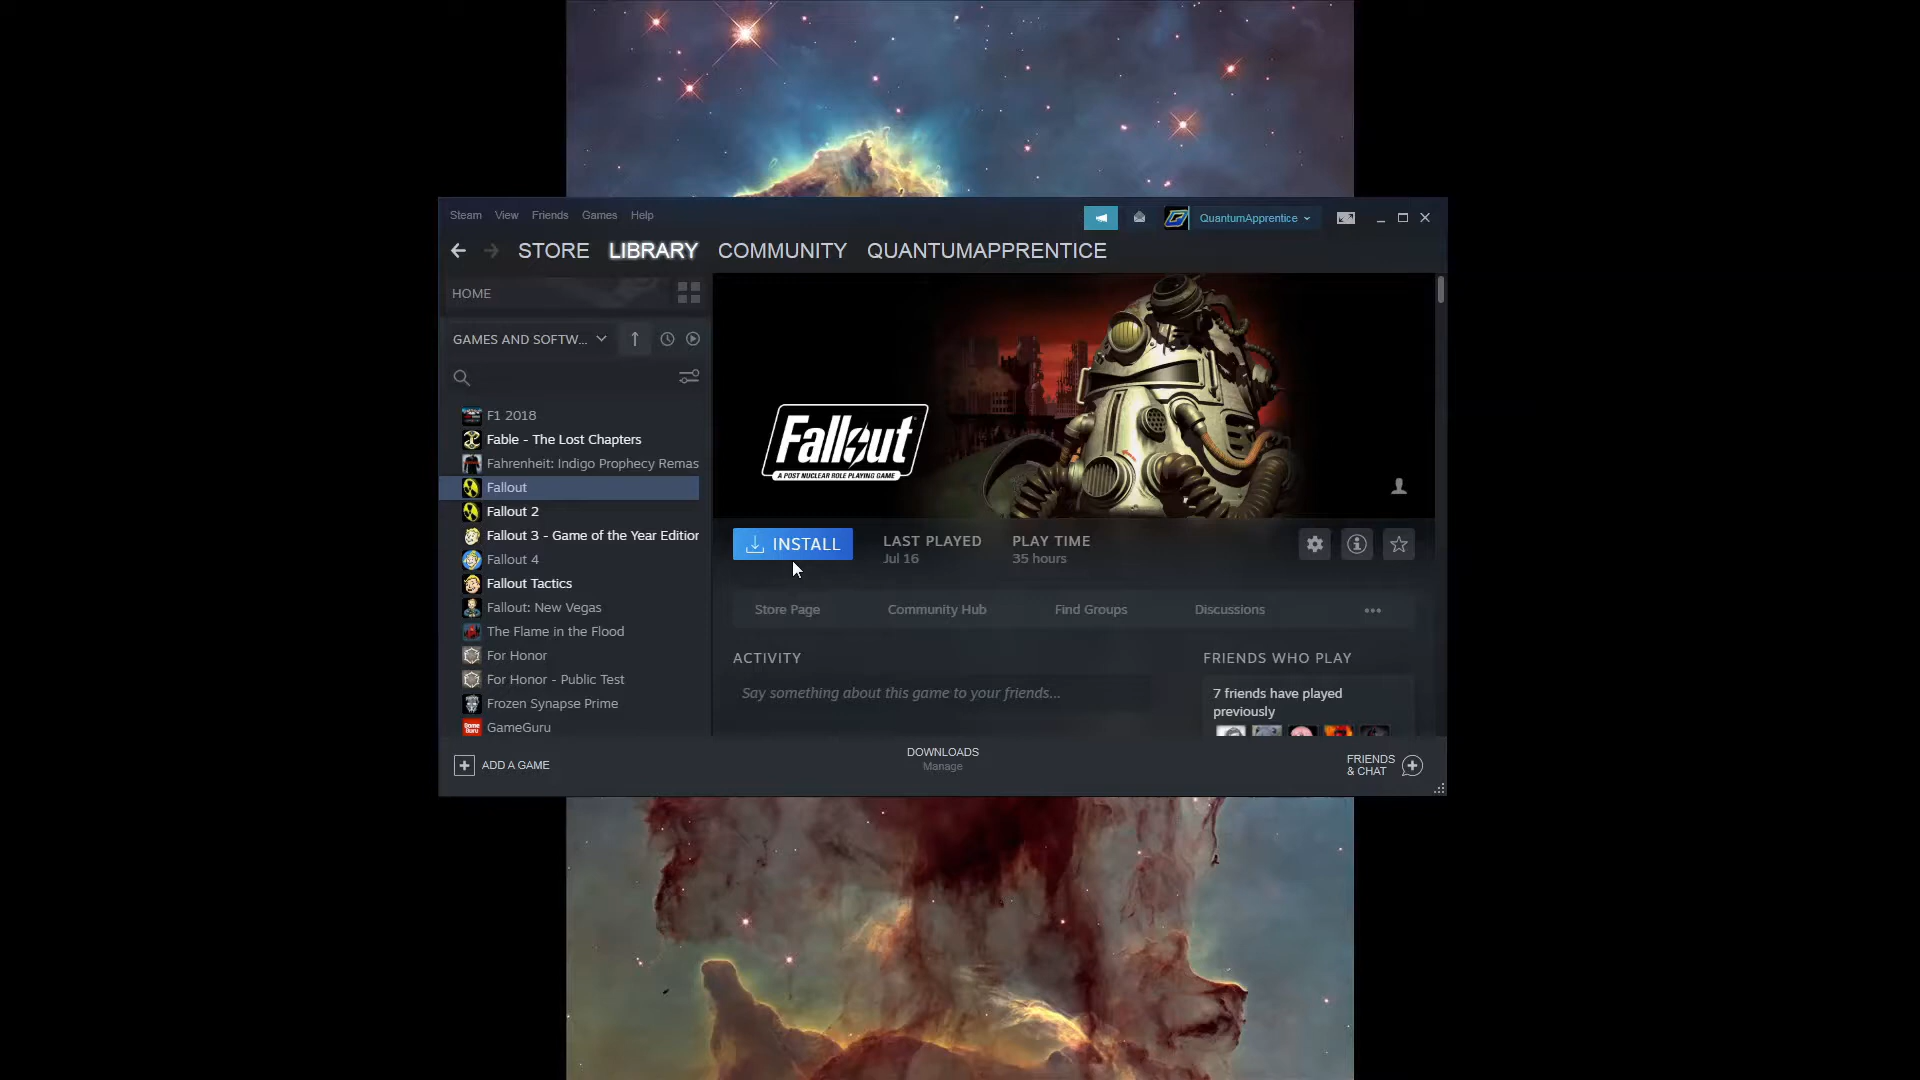 Steam View Friends Games Help
QuantumApprentice
STORE LIBRARY COMMUNITY QUANTUMAPPRENTICE
HOME
GAMES AND SOFTW...
F1 2018
Fable - The Lost Chapters
Fahrenheit: Indigo Prophecy Remas
Fallout
Fallout 2
Fallout 3 - Game of the Year Edition
Fallout 4
Fallout Tactics
Fallout: New Vegas
The Flame in the Flood
For Honor
For Honor - Public Test
Frozen Synapse Prime
GameGuru
Fallout
A POST NUCLEAR ROLE PLAYING GAME
INSTALL
LAST PLAYED
Jul 16
PLAY TIME
35 hours
Store Page Community Hub Find Groups Discussions
ACTIVITY
Say something about this game to your friends...
FRIENDS WHO PLAY
7 friends have played
previously
ADD A GAME
DOWNLOADS
Manage
FRIENDS
& CHAT